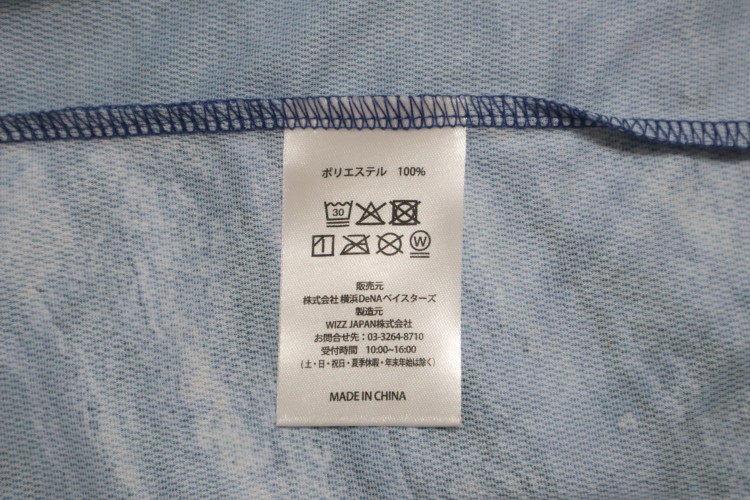 ポリエステル 100%
30
W
販売元
株式会社 横浜DeNAベイスターズ
製造元
WIZZ JAPAN株式会社
お問合せ先:03-3264-8710
受付時間 10:00~16:00
(土・日・祝日・夏季休暇・年末年始は除く)
MADE IN CHINA